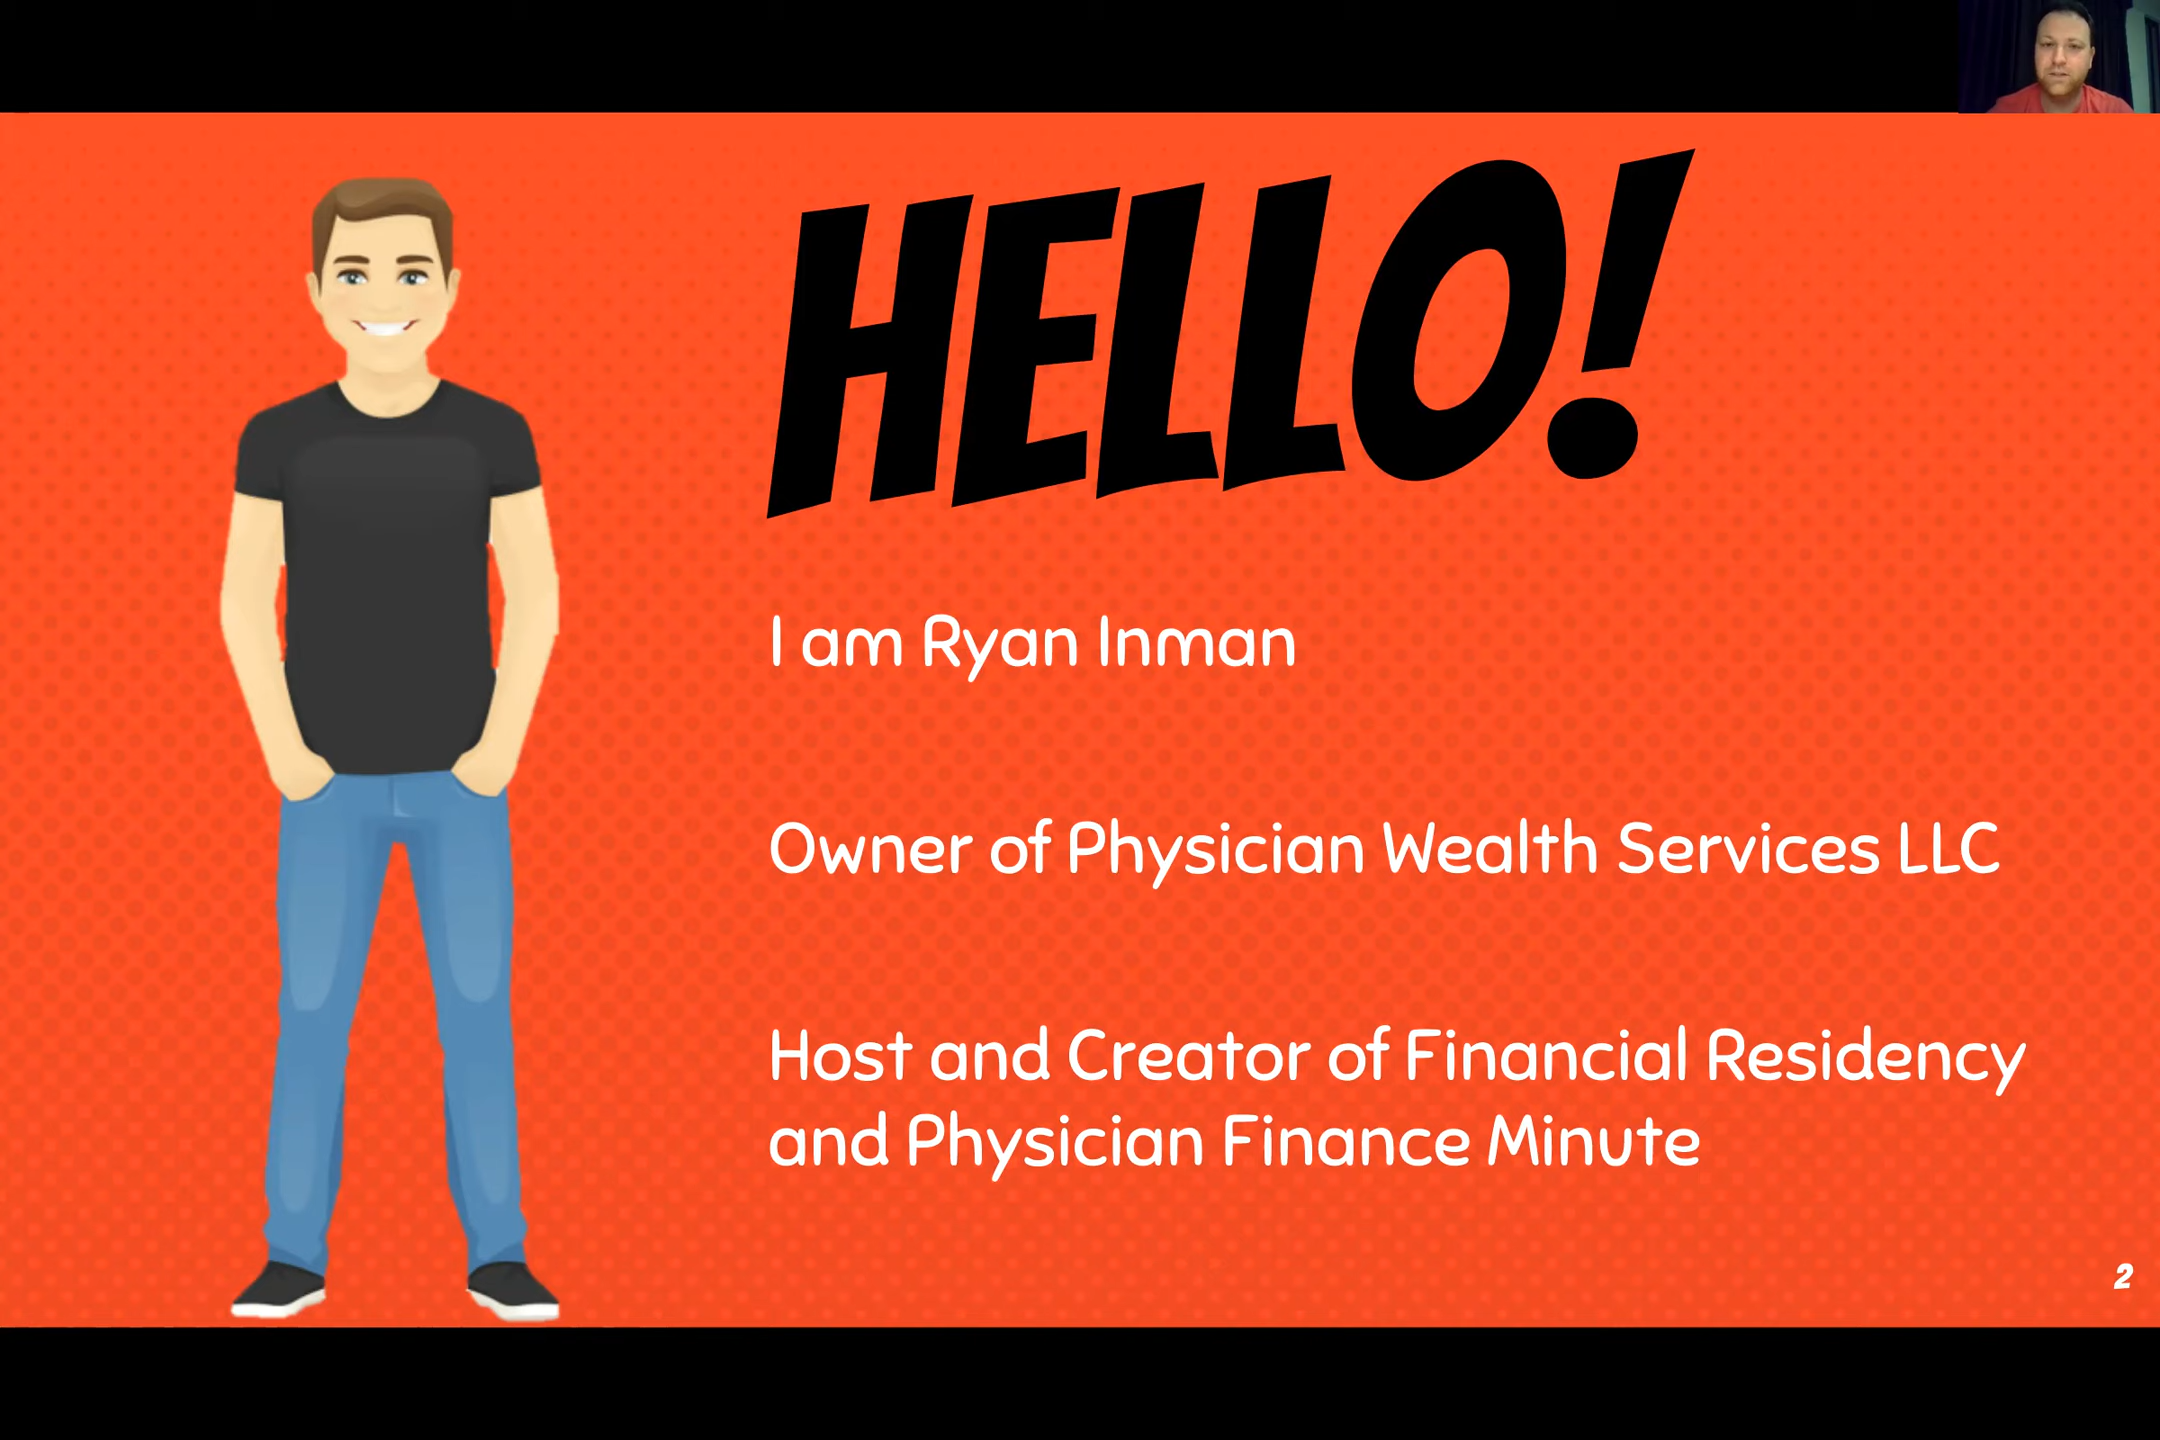 HELLO!
I am Ryan Inman
Owner of Physician Wealth Services LLC
Host and Creator of Financial Residency
and Physician Finance Minute
2